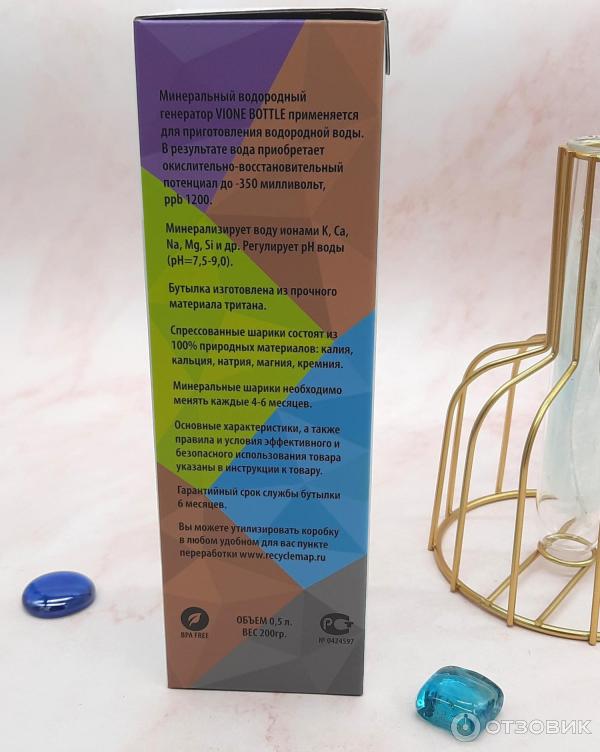 Минеральный водородный
генератор VIONE BOTTLE применяется
для приготовления водородной воды.
В результате вода приобретает
окислительно-восстановительный
потенциал до -350 милливольт,
ppb 1200.
Минерализирует воду ионами K, Ca,
Na, Mg, Si и др. Регулирует pH воды
(pH=7,5-9,0).
Бутылка изготовлена из прочного
материала тритана.
Спрессованные шарики состоят из
100% природных материалов: калия,
кальция, натрия, магния, кремния.
Минеральные шарики необходимо
менять каждые 4-6 месяцев.
Основные характеристики, а также
правила и условия эффективного и
безопасного использования товара
указаны в инструкции к товару.
Гарантийный срок службы бутылки
6 месяцев.
Вы можете утилизировать коробку
в любом удобном для вас пункте
переработки www.recyclemap.ru
BPA FREE
ОБЪЕМ 0,5 л.
ВЕС 200гр.
РСТ
№ 0424597
ОТЗОВИК